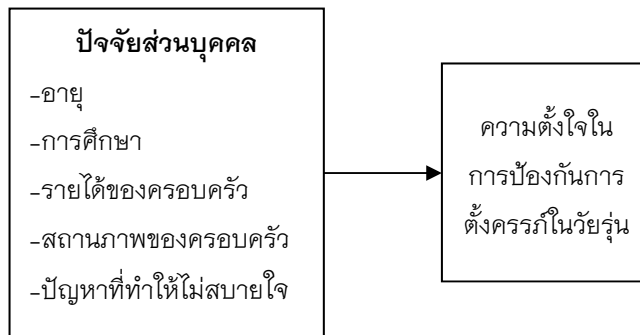 ปัจจัยส่วนบุคคล
-อายุ
-การศึกษา
-รายได้ของครอบครัว
-สถานภาพของครอบครัว
-ปัญหาที่ทำให้ไม่สบายใจ
ความตั้งใจใน
การป้องกันการ
ตั้งครรภ์ในวัยรุ่น